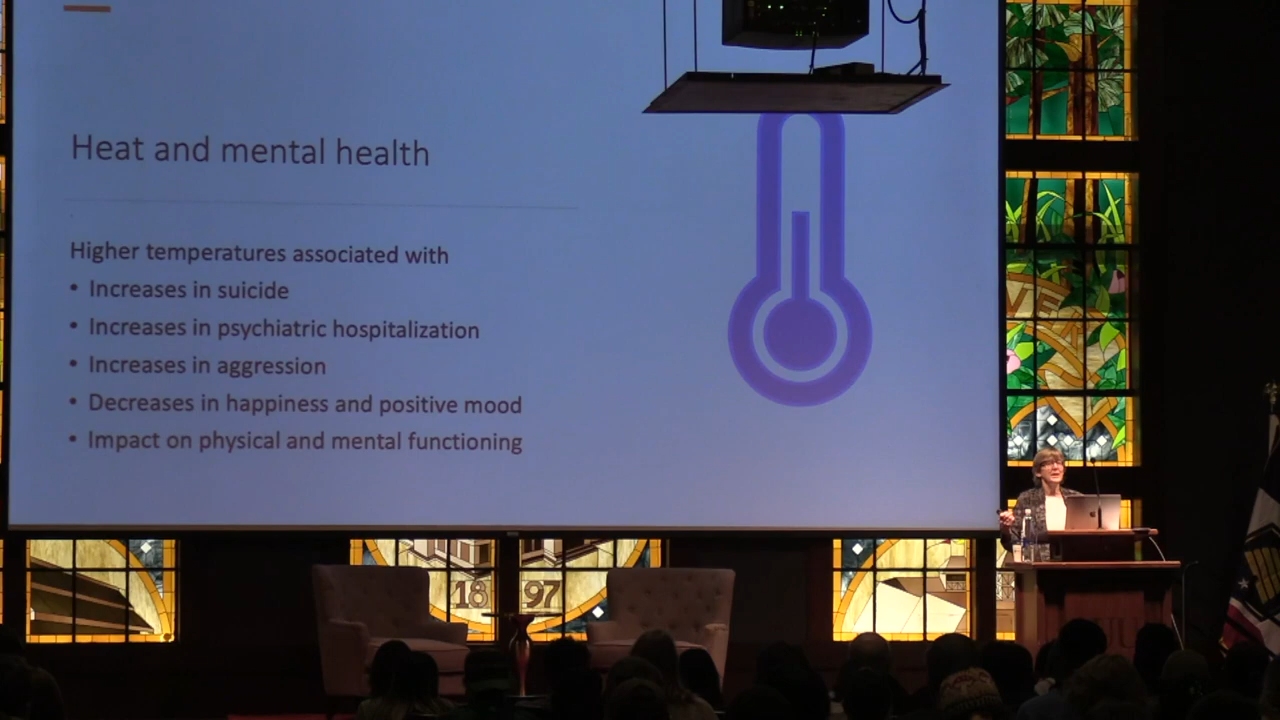 Heat and mental health
Higher temperatures associated with
• Increases in suicide
• Increases in psychiatric hospitalization
• Increases in aggression
• Decreases in happiness and positive mood
• Impact on physical and mental functioning
18 97